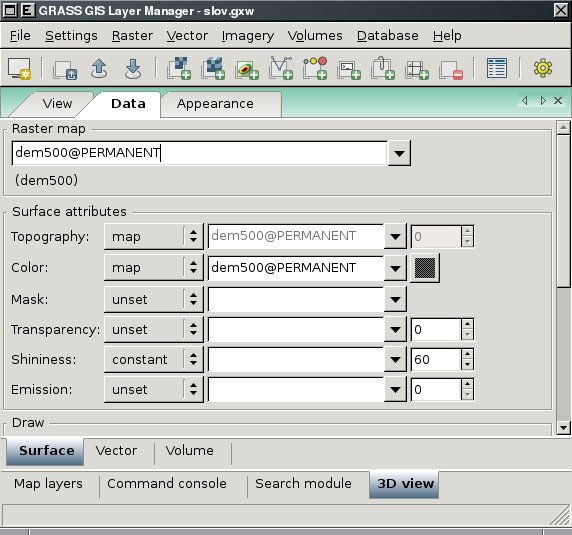 GRASS GIS Layer Manager - slov.gxw
File Settings Raster Vector Imagery Volumes Database Help
View Data Appearance
Raster map
dem500@PERMANENT
(dem500)
Surface attributes
Topography: map dem500@PERMANENT 0
Color: map dem500@PERMANENT
Mask: unset
Transparency: unset 0
Shininess: constant 60
Emission: unset 0
Draw
Surface Vector Volume
Map layers Command console Search module 3D view